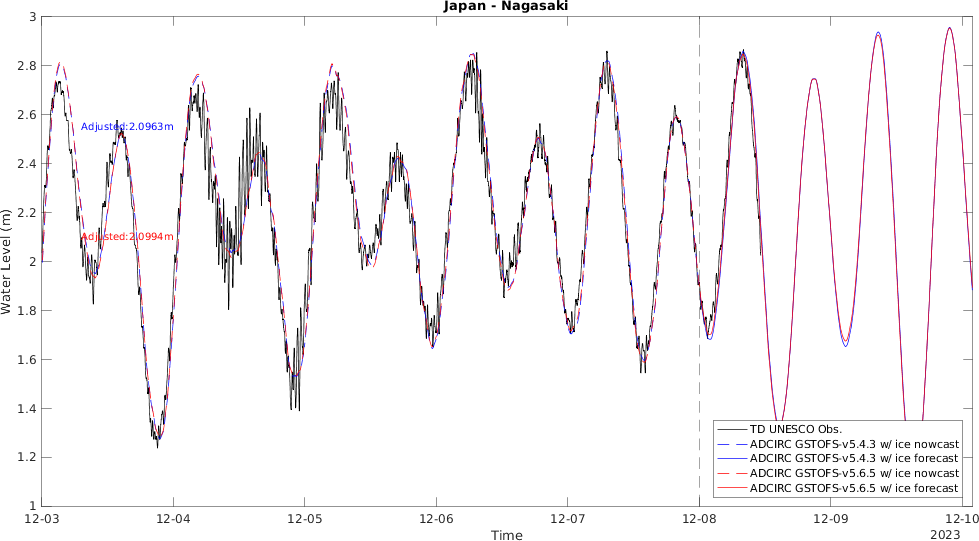 Japan - Nagasaki
Water Level (m)
3
2.8
2.6
2.4
2.2
2
1.8
1.6
1.4
1.2
1
Adjusted:2.0963m
Adjusted:2.0994m
TD UNESCO Obs.
ADCIRC GSTOFS-v5.4.3 w/ ice nowcast
ADCIRC GSTOFS-v5.4.3 w/ ice forecast
ADCIRC GSTOFS-v5.6.5 w/ ice nowcast
ADCIRC GSTOFS-v5.6.5 w/ ice forecast
12-03 12-04 12-05 12-06 12-07 12-08 12-09 12-10
Time
2023